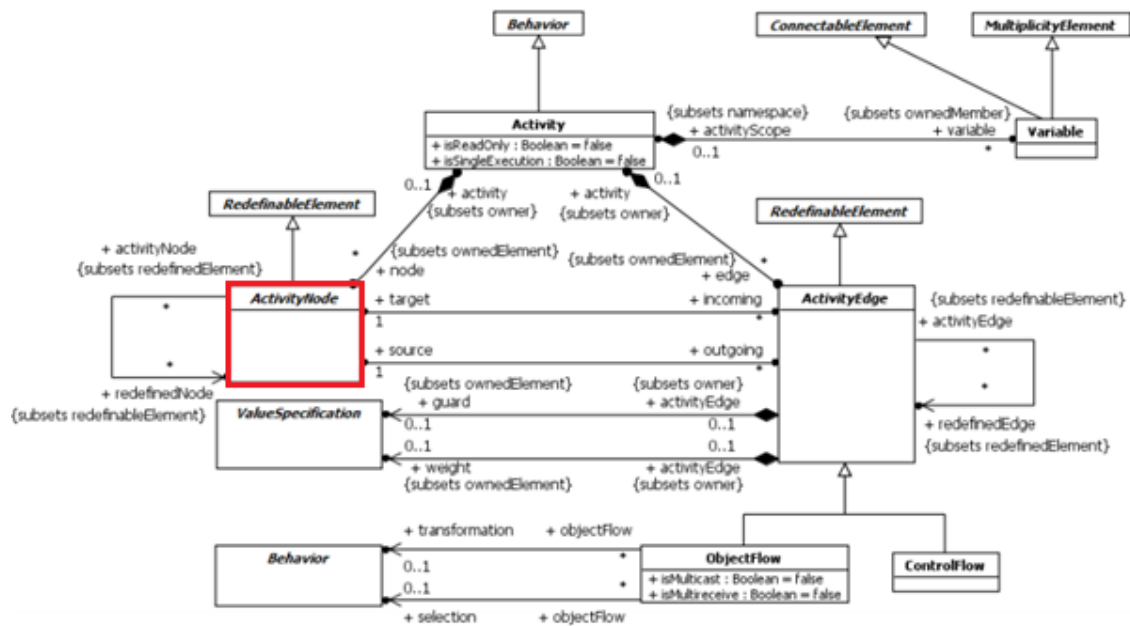 Behavior
ConnectableElement
MultiplicityElement
Activity
+ isReadOnly : Boolean = false
+ isSingleExecution : Boolean = false
{subsets namespace}
+ activityScope
0..1
{subsets ownedMember}
+ variable
*
Variable
0..1
+ activity
{subsets owner}
+ activity
{subsets owner}
0..1
RedefinableElement
RedefinableElement
+ activityNode
{subsets redefinedElement}
*
{subsets ownedElement}
+ node
*
{subsets ownedElement}
+ edge
ActivityNode
*
*
+ redefinedNode
{subsets redefinableElement}
+ target
1
+ incoming
*
+ source
1
+ outgoing
*
ActivityEdge
{subsets redefinableElement}
+ activityEdge
*
*
+ redefinedEdge
{subsets redefinedElement}
ValueSpecification
{subsets ownedElement}
+ guard
0..1
{subsets owner}
+ activityEdge
0..1
0..1
+ weight
{subsets ownedElement}
0..1
+ activityEdge
{subsets owner}
Behavior
+ transformation
0..1
+ objectFlow
*
0..1
+ selection
*
+ objectFlow
ObjectFlow
+ isMulticast : Boolean = false
+ isMultireceive : Boolean = false
ControlFlow